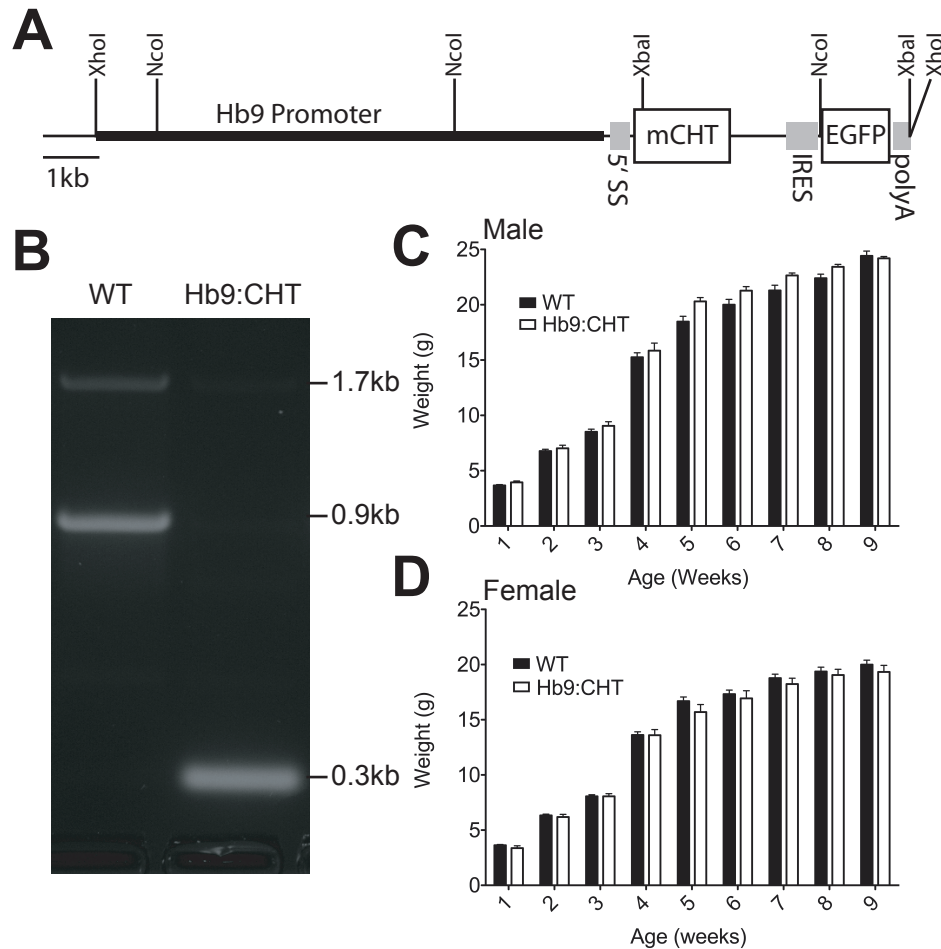 A
XhoI
NcoI
NcoI
XbaI
NcoI
XbaI
XhoI
Hb9 Promoter
mCHT
EGFP
5' SS
IRES
polyA
1kb
B
WT Hb9:CHT
1.7kb
0.9kb
0.3kb
C
Male
25
20
15
10
5
0
Weight (g)
WT
Hb9:CHT
1 2 3 4 5 6 7 8 9
Age (Weeks)
D
Female
25
20
15
10
5
0
Weight (g)
WT
Hb9:CHT
1 2 3 4 5 6 7 8 9
Age (weeks)